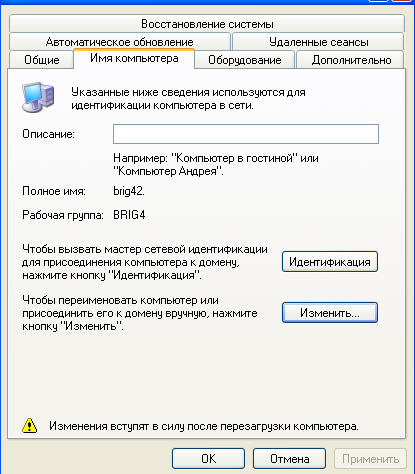 Восстановление системы
Автоматическое обновление
Удаленные сеансы
Общие
Имя компьютера
Оборудование
Дополнительно
Указанные ниже сведения используются для
идентификации компьютера в сети.
Описание:
Например: "Компьютер в гостиной" или
"Компьютер Андрея".
Полное имя: brig42.
Рабочая группа: BRIG4
Чтобы вызвать мастер сетевой идентификации
для присоединения компьютера к домену,
нажмите кнопку "Идентификация".
Идентификация
Чтобы переименовать компьютер или
присоединить его к домену вручную, нажмите
кнопку "Изменить".
Изменить...
Изменения вступят в силу после перезагрузки компьютера.
OK
Отмена
Применить